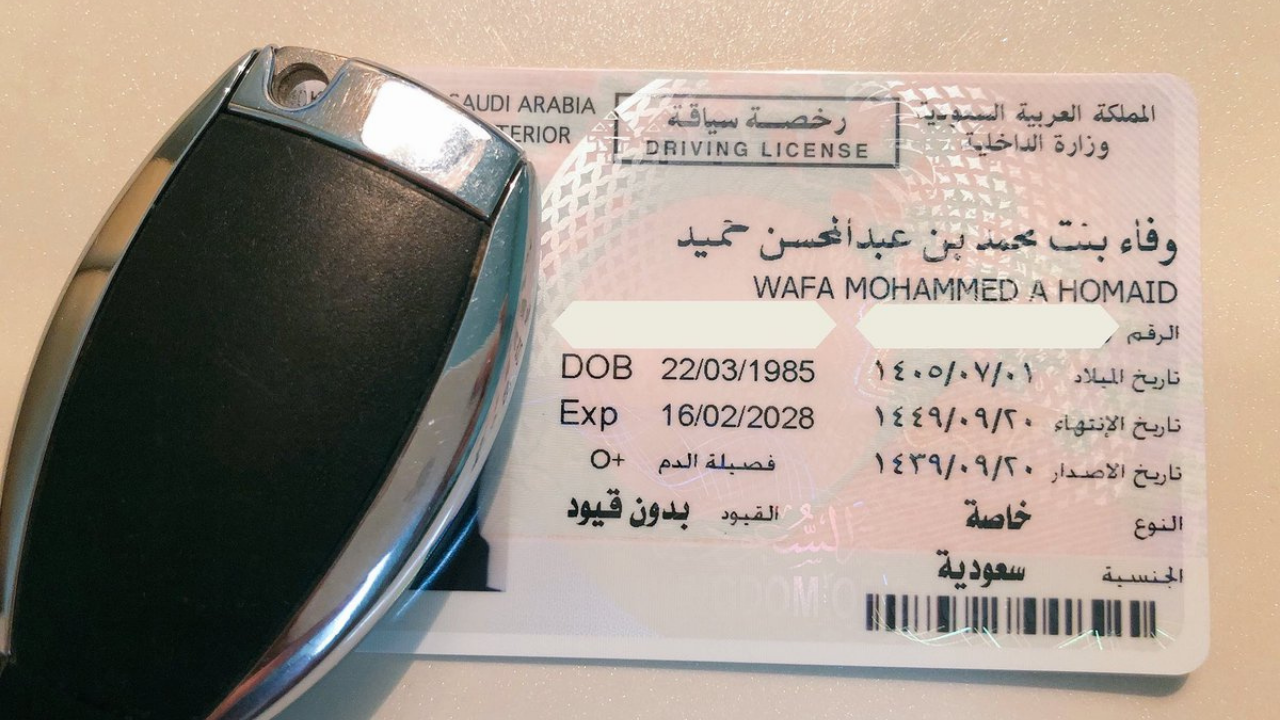 SAUDI ARABIA
TERIOR
رخصة سياقة
DRIVING LICENSE
المملكة العربية السعودية
وزارة الداخلية
وفاء بنت محمد بن عبدالمحسن حميد
WAFA MOHAMMED A HOMAID
الرقم
DOB 22/03/1985 تاريخ الميلاد ١٤٠٥/٠٧/٠١
Exp 16/02/2028 تاريخ الإنتهاء ١٤٤٩/٠٩/٢٠
تاريخ الاصدار ١٤٣٩/٠٩/٢٠ فصيلة الدم O+
النوع خاصة القيود بدون قيود
الجنسية سعودية